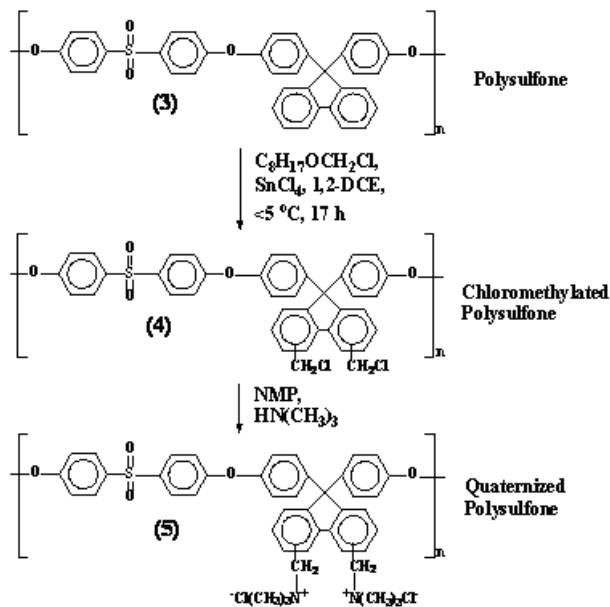 O
O S O O O
O
(3)
Polysulfone
n
C8H17OCH2Cl,
SnCl4, 1,2-DCE,
<5 °C, 17 h
O
O S O O O
O
(4)
Chloromethylated
Polysulfone
CH2Cl CH2Cl
n
NMP,
HN(CH3)3
O
O S O O O
O
(5)
Quaternized
Polysulfone
n
CH2 CH2
-Cl(CH3)3N+ +N(CH3)3Cl-